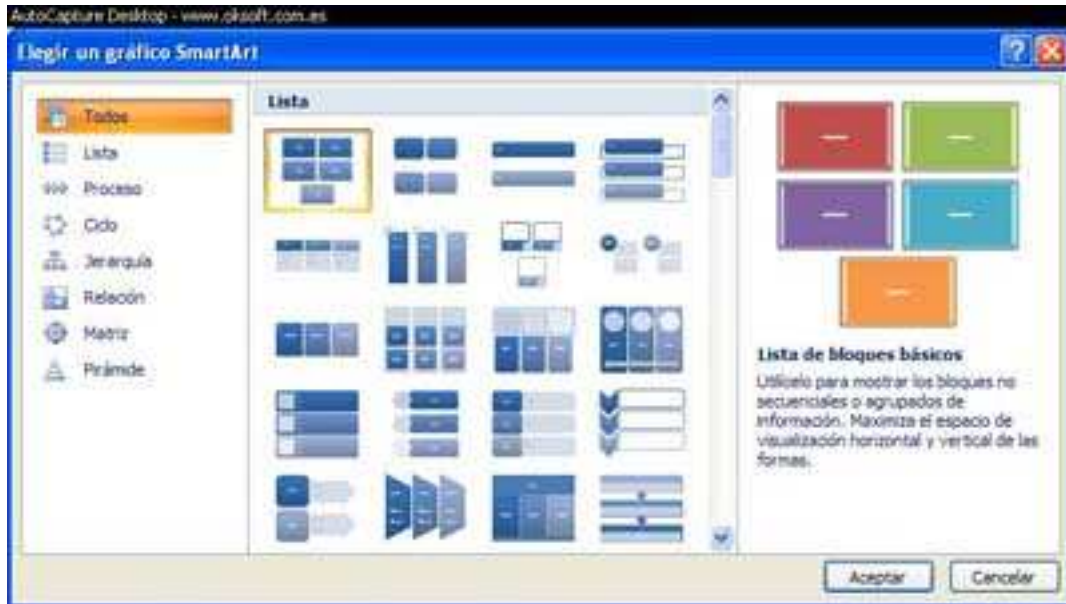 AutoCapture Desktop - www.oksoft.com.es
Elegir un gráfico SmartArt
Todos
Lista
Proceso
Ciclo
Jerarquía
Relación
Matriz
Pirámide
Lista
Lista de bloques básicos
Utilícelo para mostrar los bloques no
secuenciales o agrupados de
información. Maximiza el espacio de
visualización horizontal y vertical de las
formas.
Aceptar
Cancelar